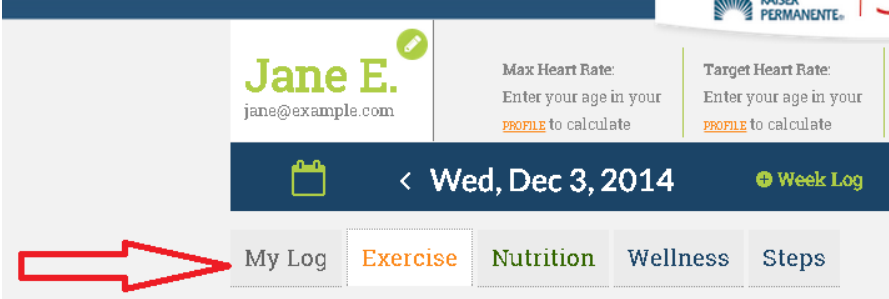 PERMANENTE®
Jane E.
jane@example.com
Max Heart Rate:
Enter your age in your
PROFILE to calculate
Target Heart Rate:
Enter your age in your
PROFILE to calculate
< Wed, Dec 3, 2014
Week Log
My Log
Exercise
Nutrition
Wellness
Steps